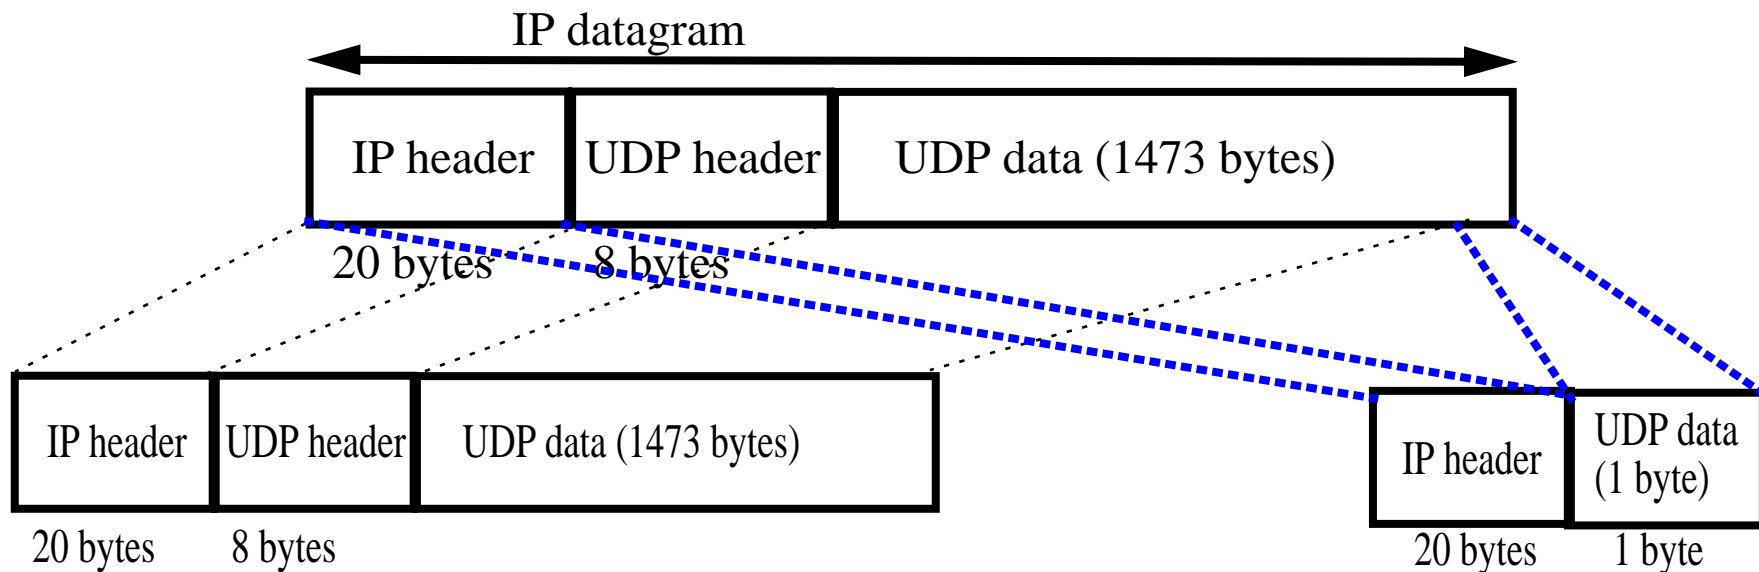 IP datagram
IP header UDP header UDP data (1473 bytes)
20 bytes 8 bytes
IP header UDP header UDP data (1473 bytes)
20 bytes 8 bytes
IP header UDP data
(1 byte)
20 bytes 1 byte